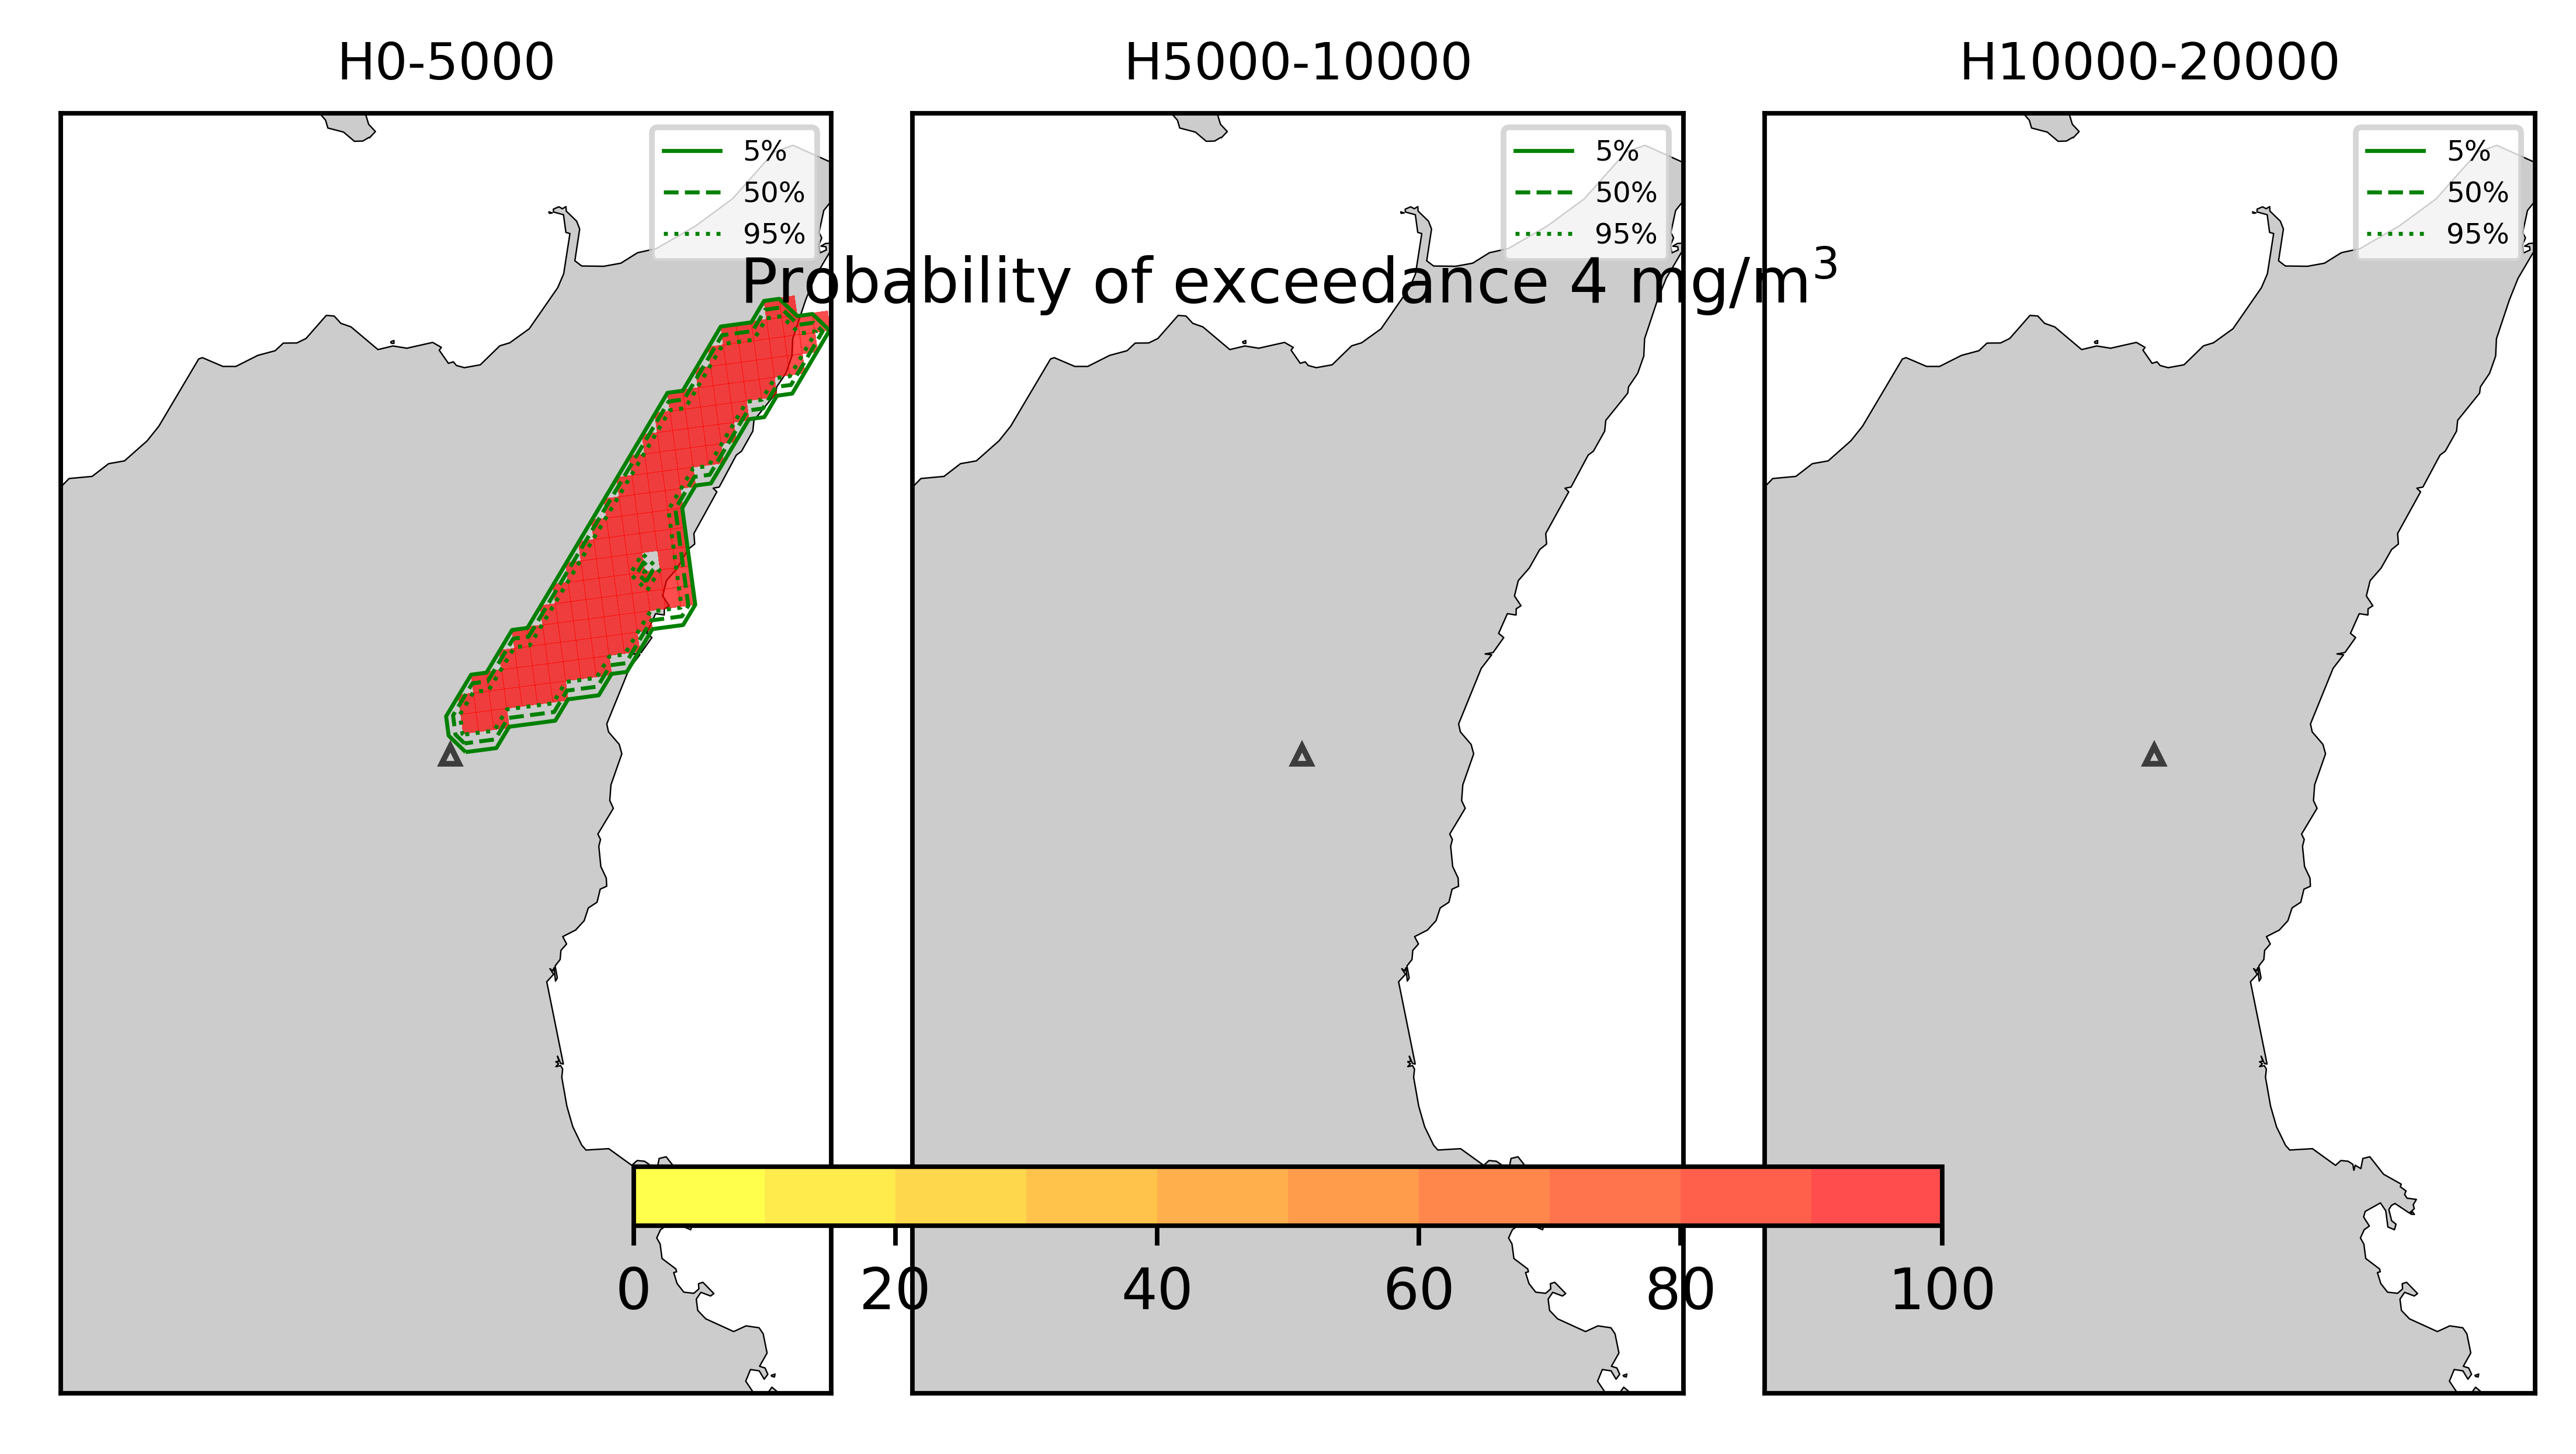 H0-5000 H5000-10000 H10000-20000
5% 5% 5%
50% 50% 50%
95% 95% 95%
Probability of exceedance 4 mg/m³
0 20 40 60 80 100